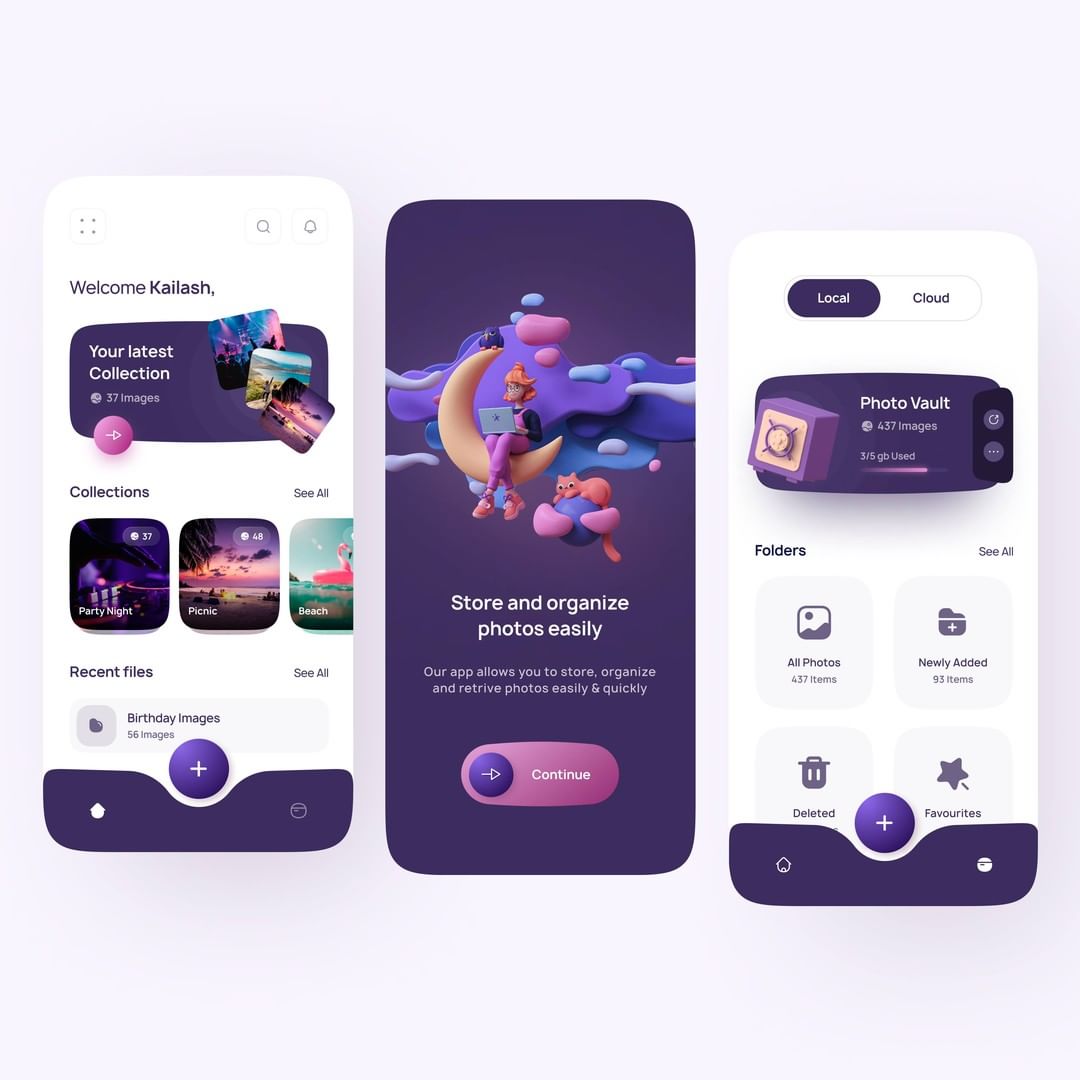 Welcome Kailash,
Your latest
Collection
37 Images
Collections
See All
37
48
Party Night
Picnic
Beach
Recent files
See All
Birthday Images
56 Images
Store and organize
photos easily
Our app allows you to store, organize
and retrive photos easily & quickly
Continue
Local
Cloud
Photo Vault
437 Images
3/5 gb Used
Folders
See All
All Photos
437 Items
Newly Added
93 Items
Deleted
Favourites